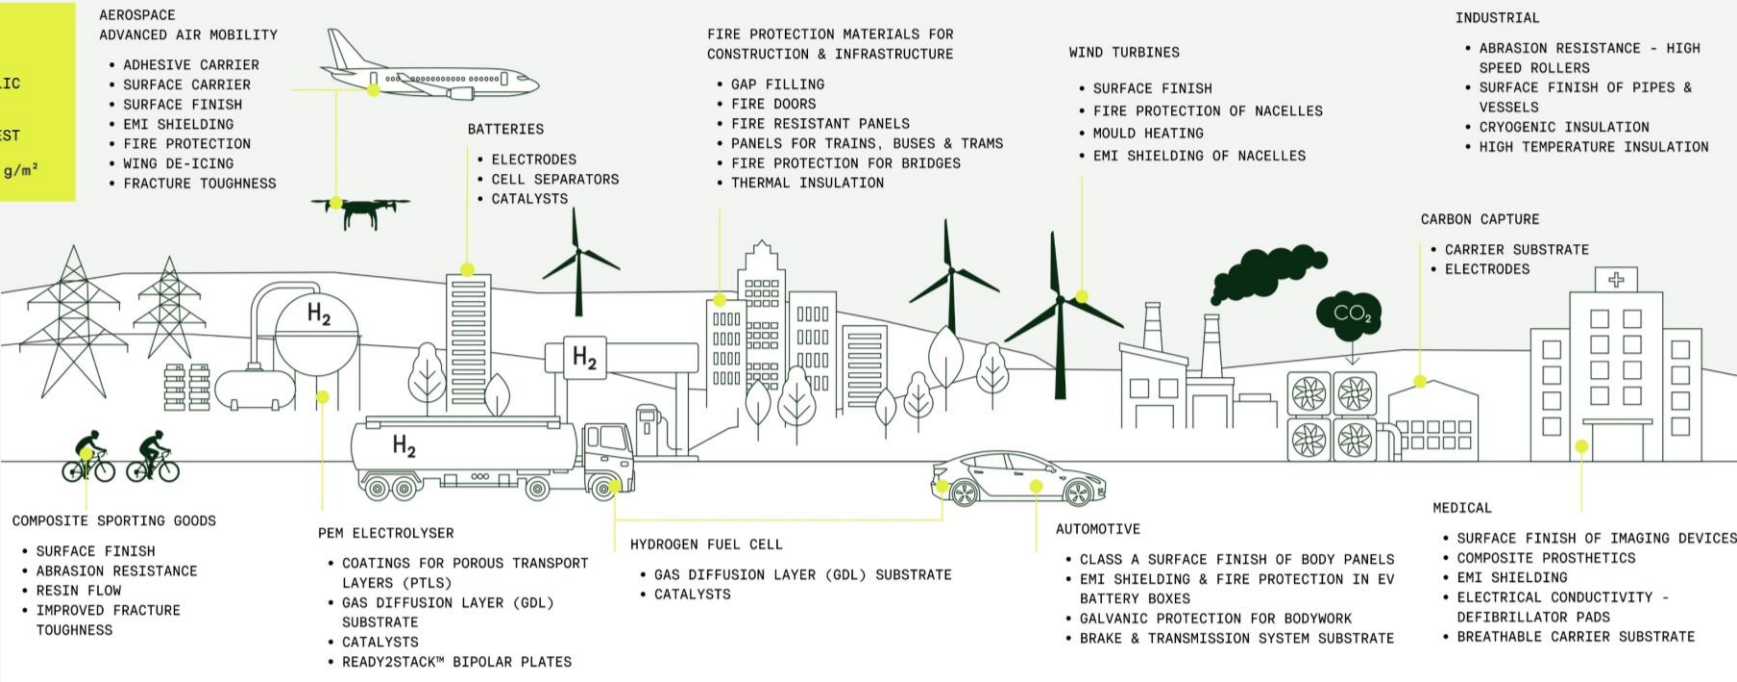 g/m²
AEROSPACE
ADVANCED AIR MOBILITY
• ADHESIVE CARRIER
• SURFACE CARRIER
• SURFACE FINISH
• EMI SHIELDING
• FIRE PROTECTION
• WING DE-ICING
• FRACTURE TOUGHNESS
BATTERIES
• ELECTRODES
• CELL SEPARATORS
• CATALYSTS
FIRE PROTECTION MATERIALS FOR
CONSTRUCTION & INFRASTRUCTURE
• GAP FILLING
• FIRE DOORS
• FIRE RESISTANT PANELS
• PANELS FOR TRAINS, BUSES & TRAMS
• FIRE PROTECTION FOR BRIDGES
• THERMAL INSULATION
WIND TURBINES
• SURFACE FINISH
• FIRE PROTECTION OF NACELLES
• MOULD HEATING
• EMI SHIELDING OF NACELLES
INDUSTRIAL
• ABRASION RESISTANCE - HIGH
SPEED ROLLERS
• SURFACE FINISH OF PIPES &
VESSELS
• CRYOGENIC INSULATION
• HIGH TEMPERATURE INSULATION
CARBON CAPTURE
• CARRIER SUBSTRATE
• ELECTRODES
H₂
H₂
H₂
CO₂
COMPOSITE SPORTING GOODS
• SURFACE FINISH
• ABRASION RESISTANCE
• RESIN FLOW
• IMPROVED FRACTURE
TOUGHNESS
PEM ELECTROLYSER
• COATINGS FOR POROUS TRANSPORT
LAYERS (PTLS)
• GAS DIFFUSION LAYER (GDL)
SUBSTRATE
• CATALYSTS
• READY2STACK™ BIPOLAR PLATES
HYDROGEN FUEL CELL
• GAS DIFFUSION LAYER (GDL) SUBSTRATE
• CATALYSTS
AUTOMOTIVE
• CLASS A SURFACE FINISH OF BODY PANELS
• EMI SHIELDING & FIRE PROTECTION IN EV
BATTERY BOXES
• GALVANIC PROTECTION FOR BODYWORK
• BRAKE & TRANSMISSION SYSTEM SUBSTRATE
MEDICAL
• SURFACE FINISH OF IMAGING DEVICES
• COMPOSITE PROSTHETICS
• EMI SHIELDING
• ELECTRICAL CONDUCTIVITY -
DEFIBRILLATOR PADS
• BREATHABLE CARRIER SUBSTRATE